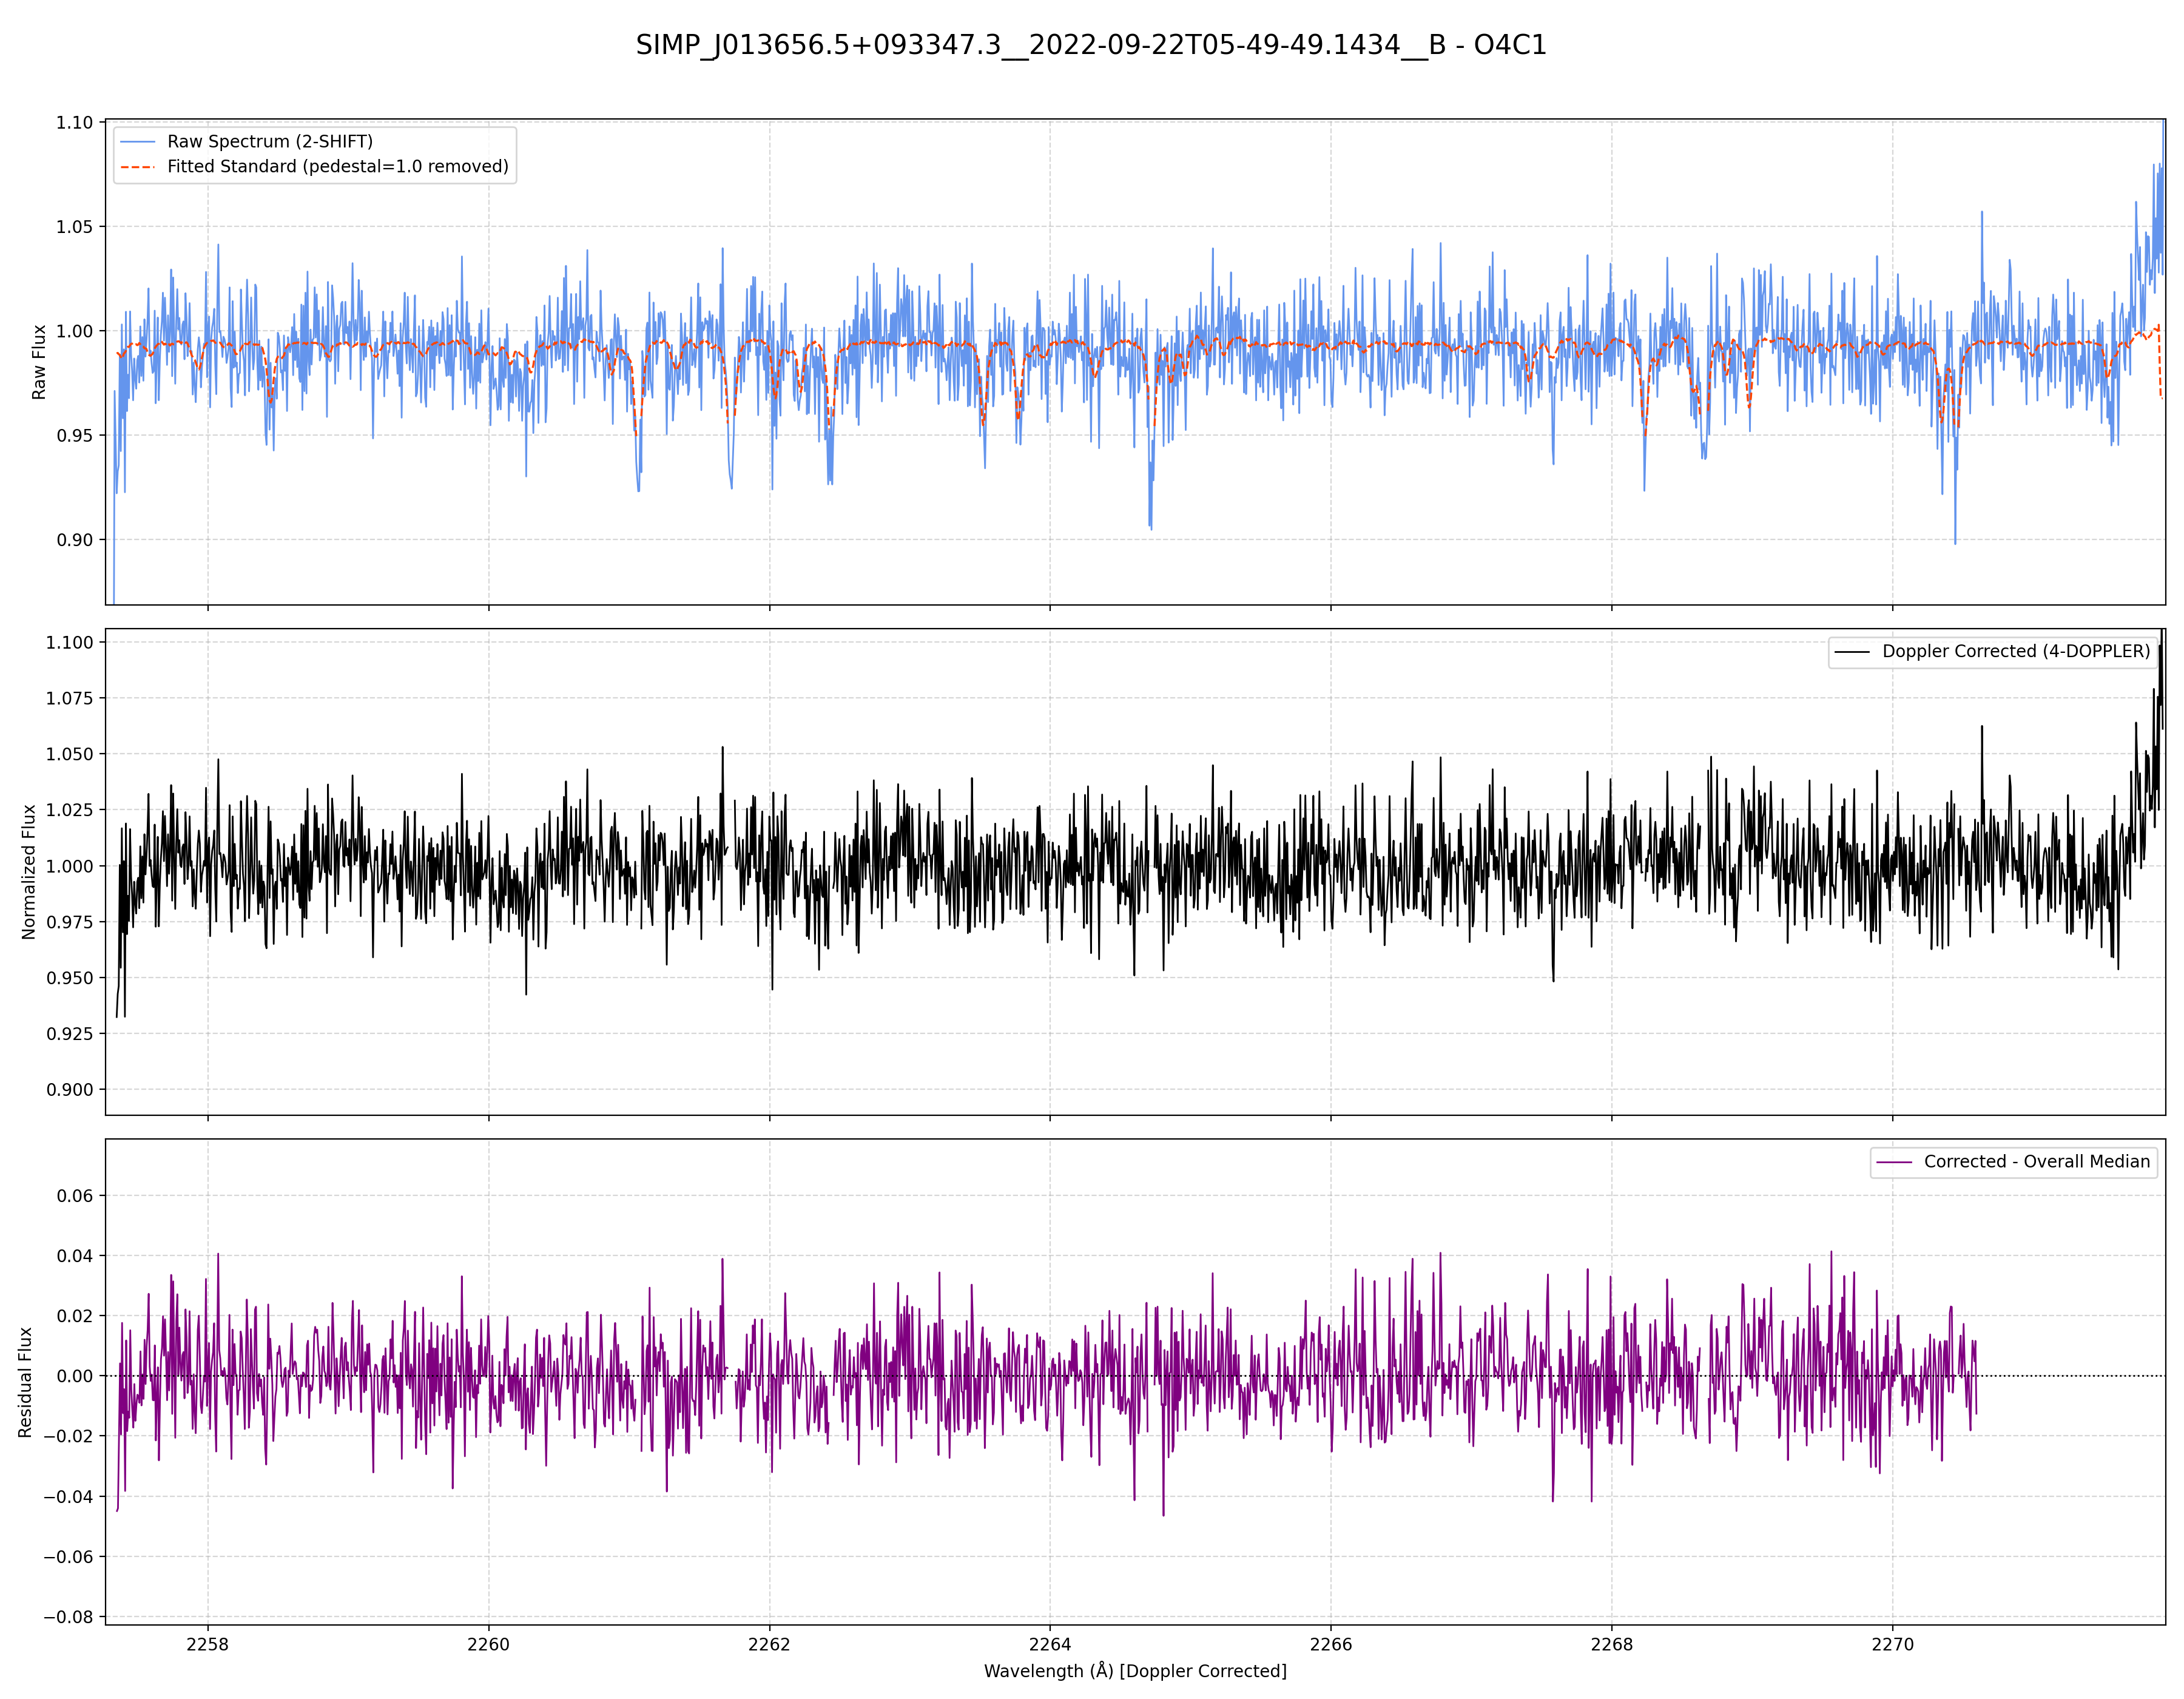 SIMP_J013656.5+093347.3__2022-09-22T05-49-49.1434__B - O4C1
1.10
1.05
1.00
0.95
0.90
Raw Flux
Raw Spectrum (2-SHIFT)
Fitted Standard (pedestal=1.0 removed)
1.100
1.075
1.050
1.025
1.000
0.975
0.950
0.925
0.900
Normalized Flux
Doppler Corrected (4-DOPPLER)
0.06
0.04
0.02
0.00
−0.02
−0.04
−0.06
−0.08
Residual Flux
Corrected - Overall Median
2258 2260 2262 2264 2266 2268 2270
Wavelength (Å) [Doppler Corrected]